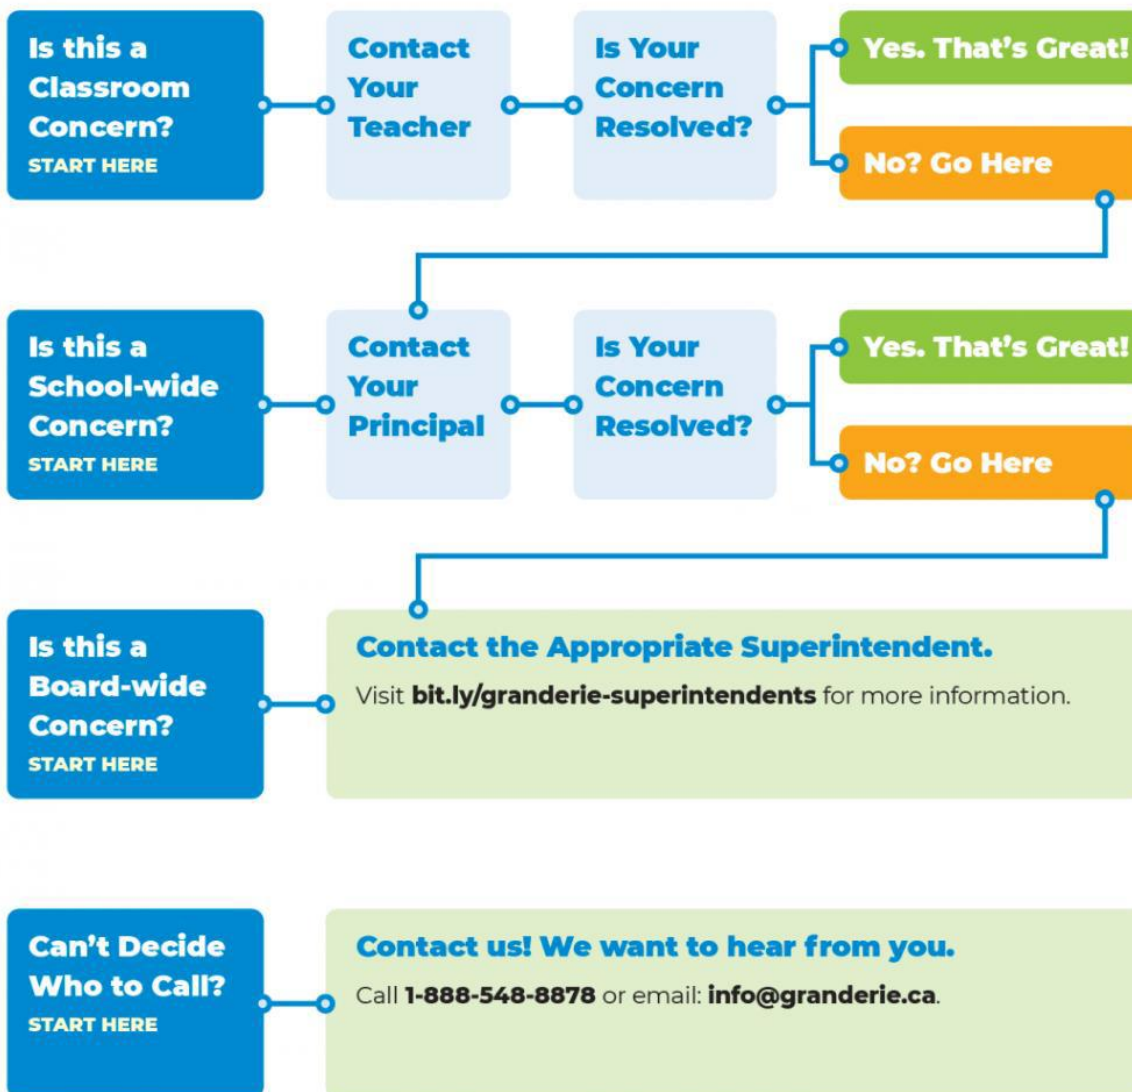 Is this a
Classroom
Concern?
START HERE
Contact
Your
Teacher
Is Your
Concern
Resolved?
Yes. That's Great!
No? Go Here
Is this a
School-wide
Concern?
START HERE
Contact
Your
Principal
Is Your
Concern
Resolved?
Yes. That's Great!
No? Go Here
Is this a
Board-wide
Concern?
START HERE
Contact the Appropriate Superintendent.
Visit bit.ly/granderie-superintendents for more information.
Can't Decide
Who to Call?
START HERE
Contact us! We want to hear from you.
Call 1-888-548-8878 or email: info@granderie.ca.